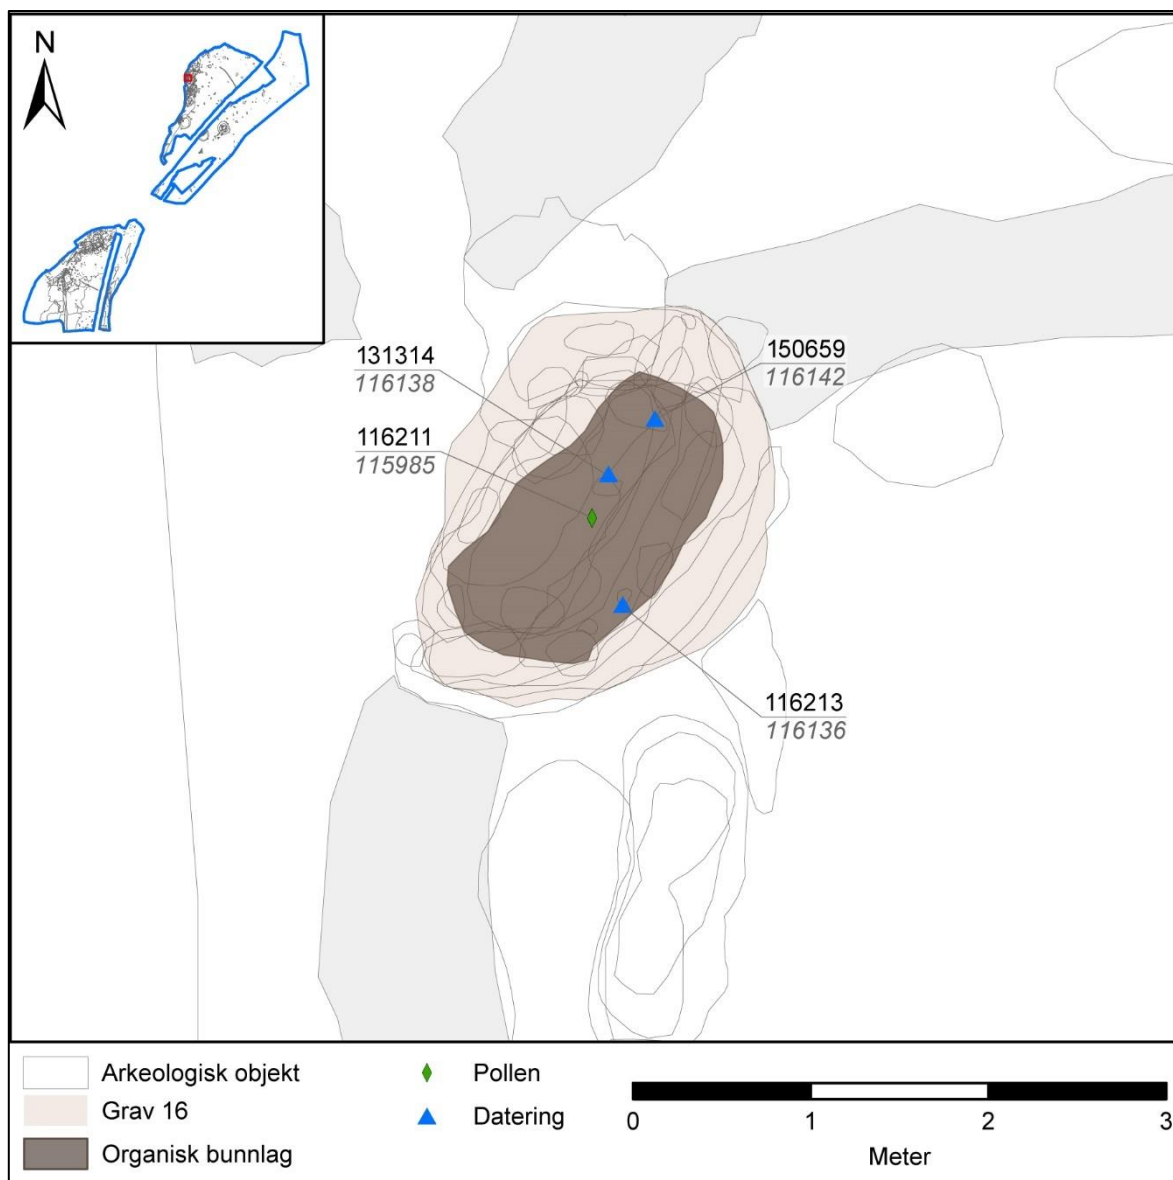 N
131314
116138
116211
115985
150659
116142
116213
116136
Arkeologisk objekt
Grav 16
Organisk bunnlag
Pollen
Datering
0 1 2 3
Meter